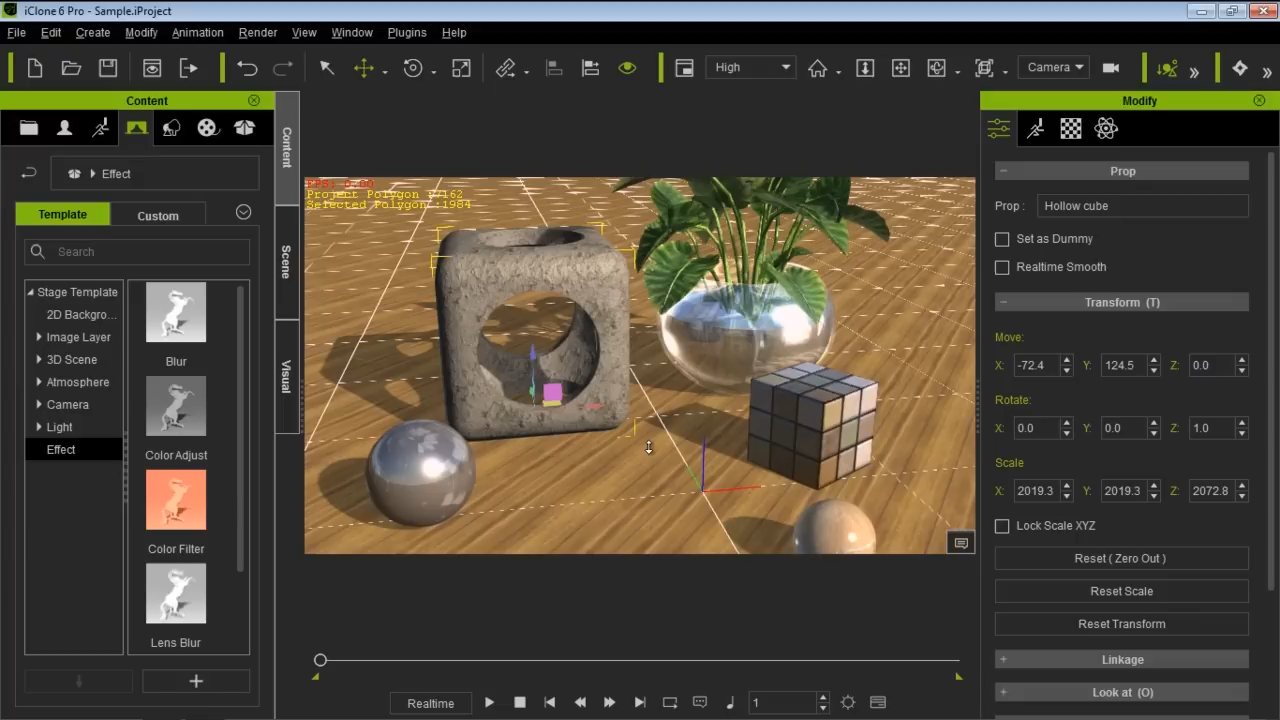 iClone 6 Pro - Sample.iProject
File Edit Create Modify Animation Render View Window Plugins Help
High
Camera
Content
Modify
Content
Scene
Visual
Effect
Template Custom
Search
Stage Template
2D Backgro...
Image Layer
3D Scene
Atmosphere
Camera
Light
Effect
Blur
Color Adjust
Color Filter
Lens Blur
Project Polygon
Selected Polygon :1984
Prop
Prop : Hollow cube
Set as Dummy
Realtime Smooth
Transform (T)
Move:
X: -72.4 Y: 124.5 Z: 0.0
Rotate:
X: 0.0 Y: 0.0 Z: 1.0
Scale
X: 2019.3 Y: 2019.3 Z: 2072.8
Lock Scale XYZ
Reset ( Zero Out )
Reset Scale
Reset Transform
Linkage
Look at (O)
Realtime
1